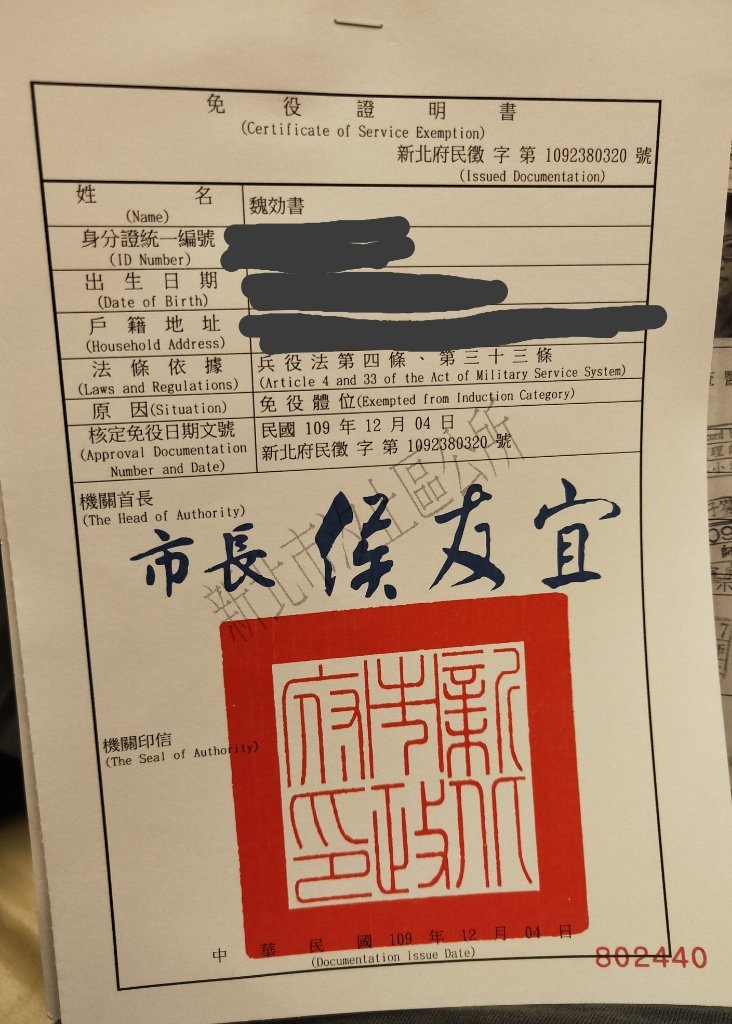 免役證明書
(Certificate of Service Exemption)
新北府民徵字第 1092380320 號
(Issued Documentation)
姓名
(Name)
魏効書
身分證統一編號
(ID Number)
出生日期
(Date of Birth)
戶籍地址
(Household Address)
法條依據
(Laws and Regulations)
兵役法第四條、第三十三條
(Article 4 and 33 of the Act of Military Service System)
原因(Situation)
免役體位(Exempted from Induction Category)
核定免役日期文號
(Approval Documentation
Number and Date)
民國 109 年 12 月 04 日
新北府民徵字第 1092380320 號
機關首長
(The Head of Authority)
市長 侯友宜
機關印信
(The Seal of Authority)
新北市政府印
中華民國 109 年 12 月 04 日
(Documentation Issue Date)
802440